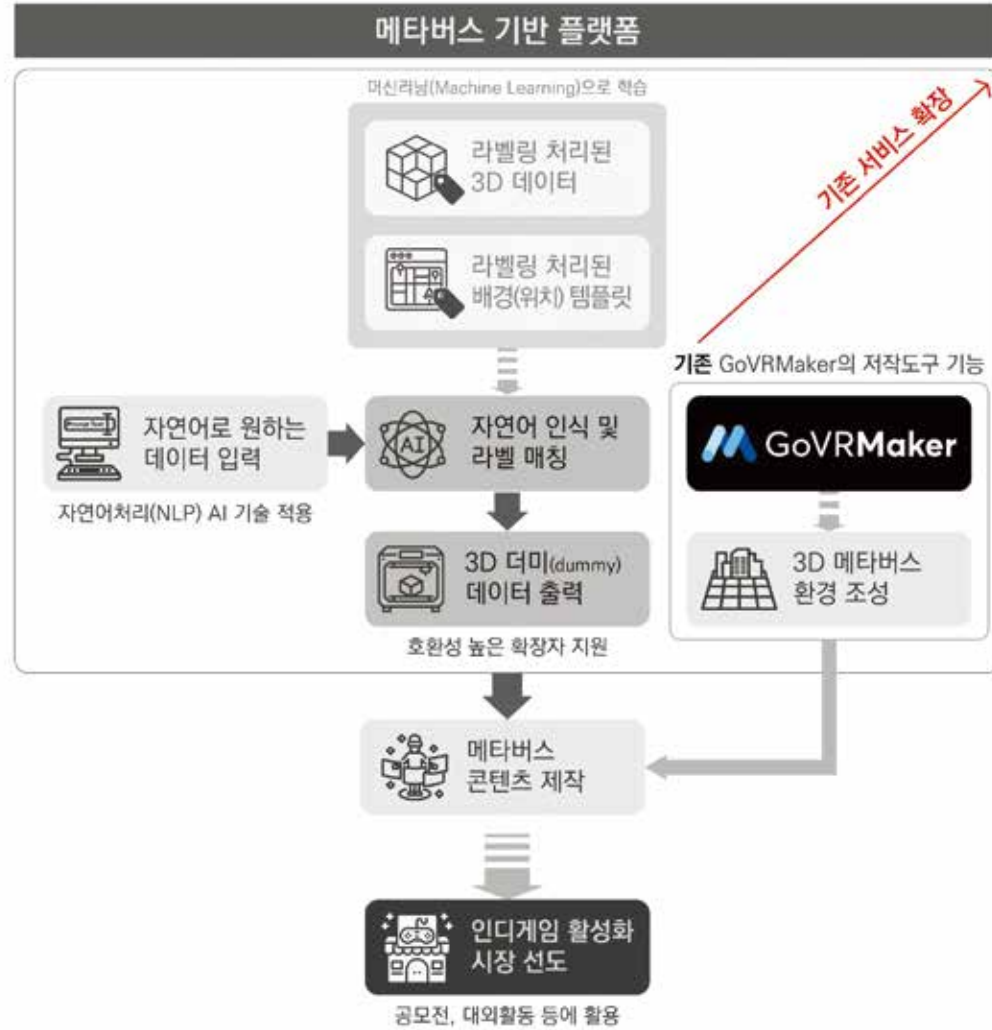 메타버스 기반 플랫폼
머신러닝(Machine Learning)으로 학습
라벨링 처리된
3D 데이터
라벨링 처리된
배경(위치) 템플릿
기존 서비스 확장
기존 GoVRMaker의 저작도구 기능
GoVRMaker
자연어로 원하는
데이터 입력
자연어처리(NLP) AI 기술 적용
AI
자연어 인식 및
라벨 매칭
3D 더미(dummy)
데이터 출력
호환성 높은 확장자 지원
3D 메타버스
환경 조성
메타버스
콘텐츠 제작
인디게임 활성화
시장 선도
공모전, 대외활동 등에 활용